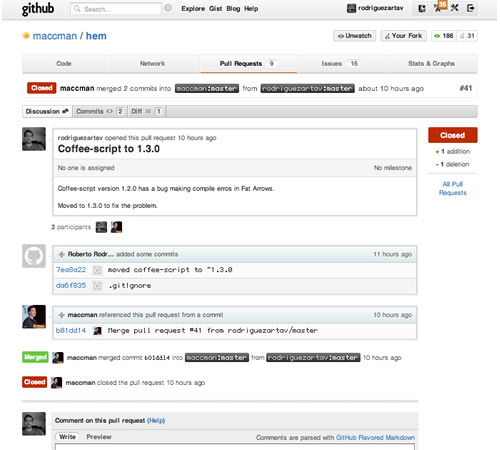 github
Search...
Explore Gist Blog Help
rodriguezartav
35
maccman / hem
Unwatch
Your Fork
186
31
Code
Network
Pull Requests 9
Issues 16
Stats & Graphs
Closed maccman merged 2 commits into maccman:master from rodriguezartav:master about 10 hours ago
#41
Discussion
Commits 2
Diff 1
rodriguezartav opened this pull request 10 hours ago
Coffee-script to 1.3.0
No one is assigned
No milestone
Coffee-script version 1.2.0 has a bug making compile erros in Fat Arrows.
Moved to 1.3.0 to fix the problem.
2 participants
Closed
+ 1 addition
- 1 deletion
All Pull
Requests
Roberto Rodr... added some commits
11 hours ago
7ea8a22 moved coffee-script to ~1.3.0
da6f835 .gitignore
maccman referenced this pull request from a commit
10 hours ago
b01dd14 Merge pull request #41 from rodriguezartav/master
Merged maccman merged commit b01dd14 into maccman:master from rodriguezartav:master 10 hours ago
Closed maccman closed the pull request 10 hours ago
Comment on this pull request (Help)
Write
Preview
Comments are parsed with GitHub Flavored Markdown